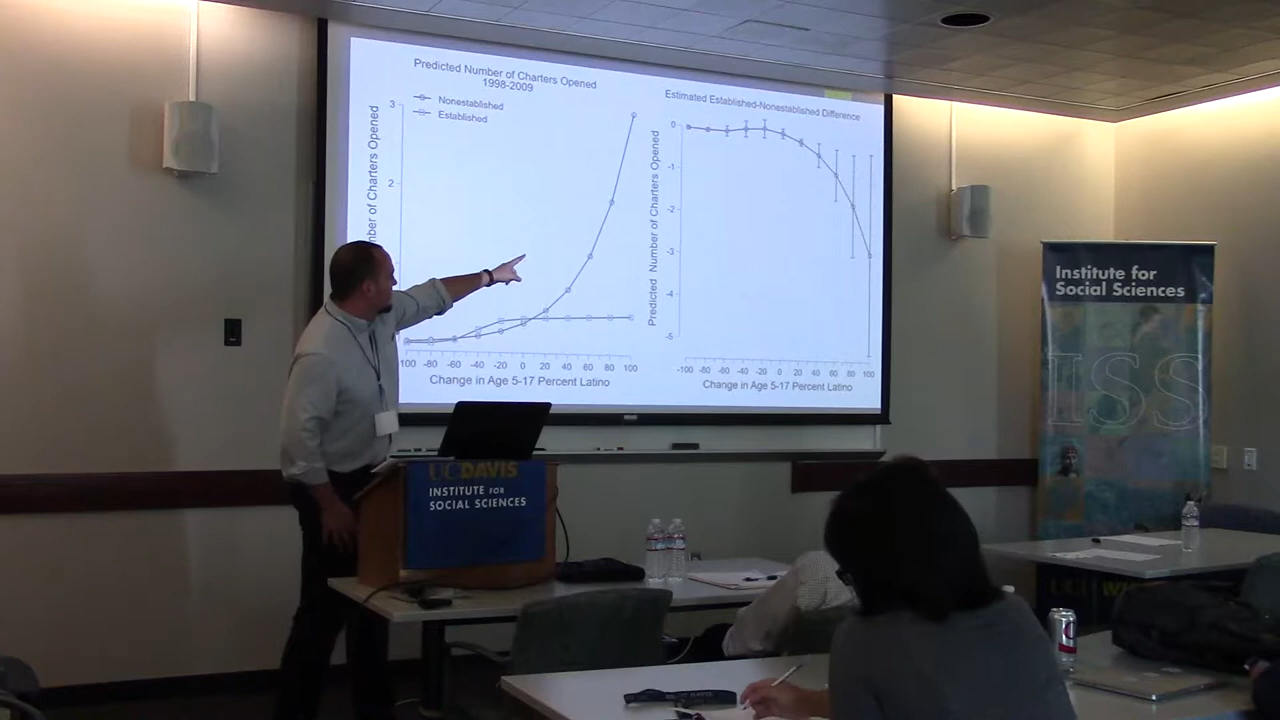 Predicted Number of Charters Opened
1998-2009
Nonestablished
Established
3
2
mber of Charters Opened
100 -80 -60 -40 -20 0 20 40 60 80 100
Change in Age 5-17 Percent Latino
Estimated Established-Nonestablished Difference
0
-1
-2
-3
-4
-5
Predicted Number of Charters Opened
-100 -80 -60 -40 -20 0 20 40 60 80 100
Change in Age 5-17 Percent Latino
Institute for
Social Sciences
ISS
UC DAVIS
INSTITUTE FOR
SOCIAL SCIENCES